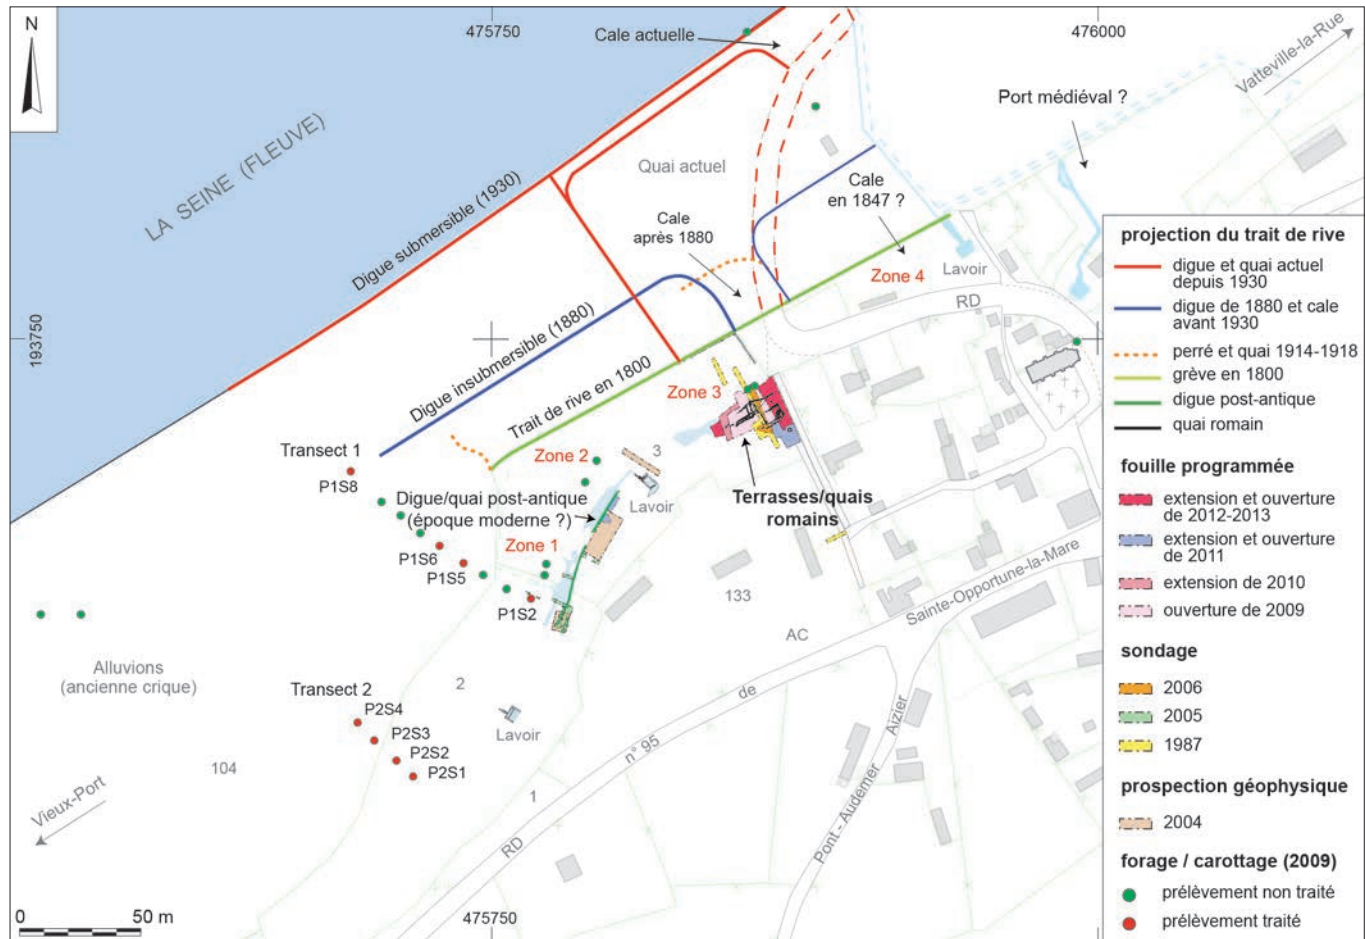 N
475750
476000
Cale actuelle
Vatteville-la-Rue
Port médiéval ?
LA SEINE (FLEUVE)
Quai actuel
Digue submersible (1930)
Cale
en 1847 ?
Cale
après 1880
Zone 4
Lavoir
RD
193750
Digue insubmersible (1880)
Trait de rive en 1800
Zone 3
Transect 1
P1S8
Zone 2
3
Lavoir
Digue/quai post-antique
(époque moderne ?)
Terrasses/quais
romains
Zone 1
P1S6
P1S5
P1S2
133
AC
Sainte-Opportune-la-Mare
Alluvions
(ancienne crique)
Transect 2
2
P2S4
P2S3
P2S2
P2S1
Lavoir
de
n° 95
Aizier
104
1
Vieux-Port
RD
Pont - Audemer
0
50 m
475750
projection du trait de rive
digue et quai actuel
depuis 1930
digue de 1880 et cale
avant 1930
perré et quai 1914-1918
grève en 1800
digue post-antique
quai romain
fouille programmée
extension et ouverture
de 2012-2013
extension et ouverture
de 2011
extension de 2010
ouverture de 2009
sondage
2006
2005
1987
prospection géophysique
2004
forage / carottage (2009)
prélèvement non traité
prélèvement traité